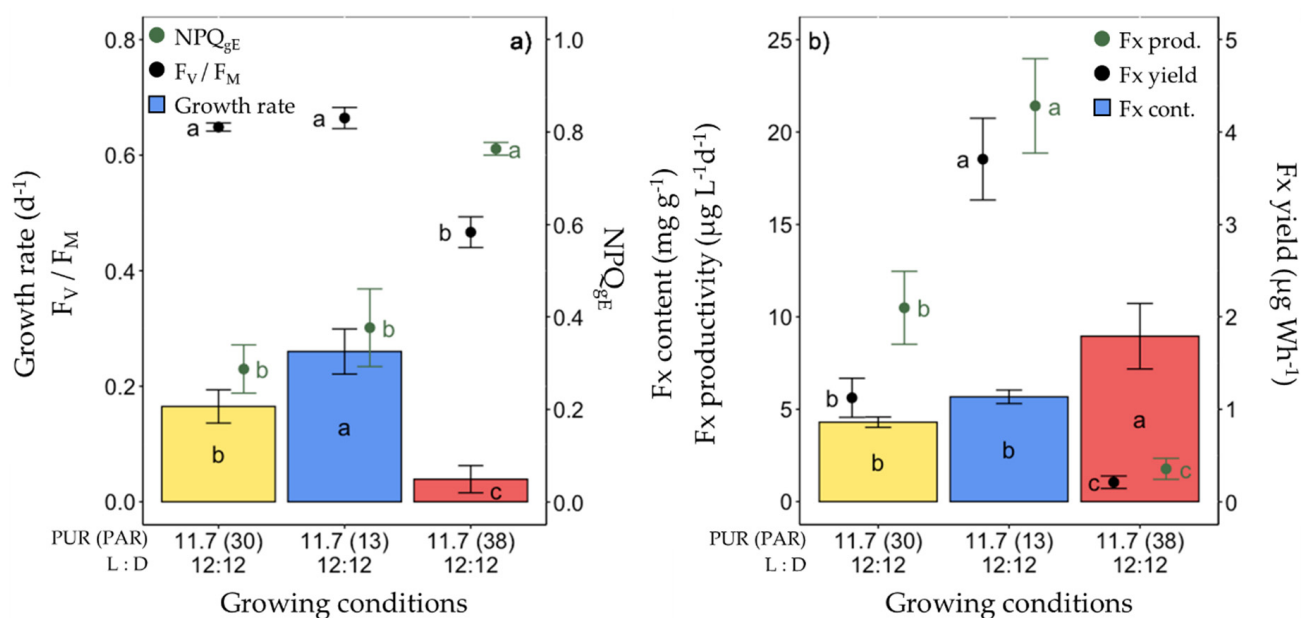 a)
NPQgE
FV / FM
Growth rate
0.8
0.6
0.4
0.2
0.0
1.0
0.8
0.6
0.4
0.2
0.0
Growth rate (d-1)
FV / FM
NPQgE
a
a
a
b
b
b
b
a
c
PUR (PAR) 11.7 (30) 11.7 (13) 11.7 (38)
L : D 12:12 12:12 12:12
Growing conditions
b)
Fx prod.
Fx yield
Fx cont.
25
20
15
10
5
0
5
4
3
2
1
0
Fx content (mg g-1)
Fx productivity (µg L-1d-1)
Fx yield (µg Wh-1)
a
a
b
b
b
b
a
c
c
PUR (PAR) 11.7 (30) 11.7 (13) 11.7 (38)
L : D 12:12 12:12 12:12
Growing conditions